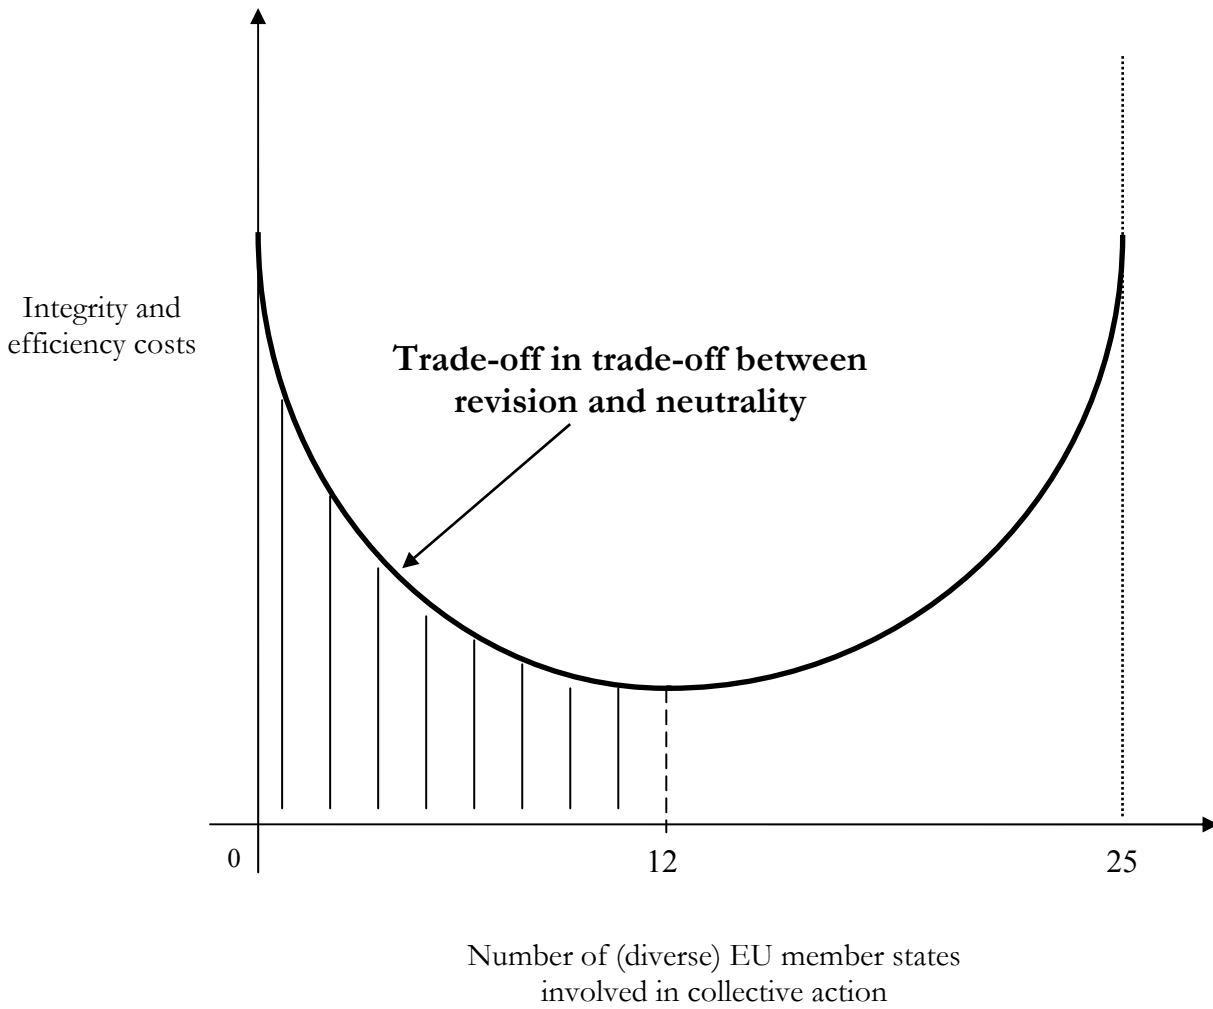 Integrity and
efficiency costs
Trade-off in trade-off between
revision and neutrality
0
12
25
Number of (diverse) EU member states
involved in collective action